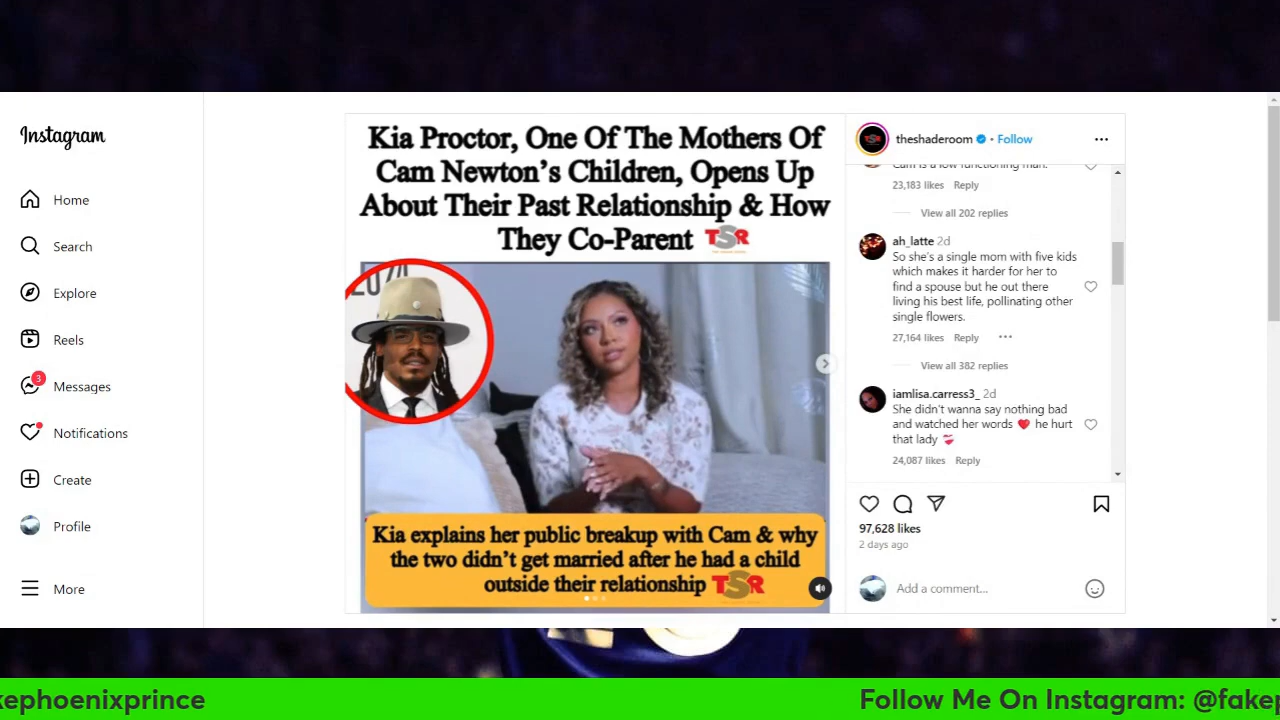 Instagram
Home
Search
Explore
Reels
3
Messages
Notifications
Create
Profile
More
Kia Proctor, One Of The Mothers Of
Cam Newton’s Children, Opens Up
About Their Past Relationship & How
They Co-Parent TSR
Kia explains her public breakup with Cam & why
the two didn’t get married after he had a child
outside their relationship TSR
theshaderoom • Follow
Cam is a low functioning man.
23,183 likes Reply
View all 202 replies
ah_latte 2d
So she's a single mom with five kids
which makes it harder for her to
find a spouse but he out there
living his best life, pollinating other
single flowers.
27,164 likes Reply
View all 382 replies
iamlisa.carress3_ 2d
She didn't wanna say nothing bad
and watched her words ❤️ he hurt
that lady 💔
24,087 likes Reply
97,628 likes
2 days ago
Add a comment...
kephoenixprince
Follow Me On Instagram: @fakep